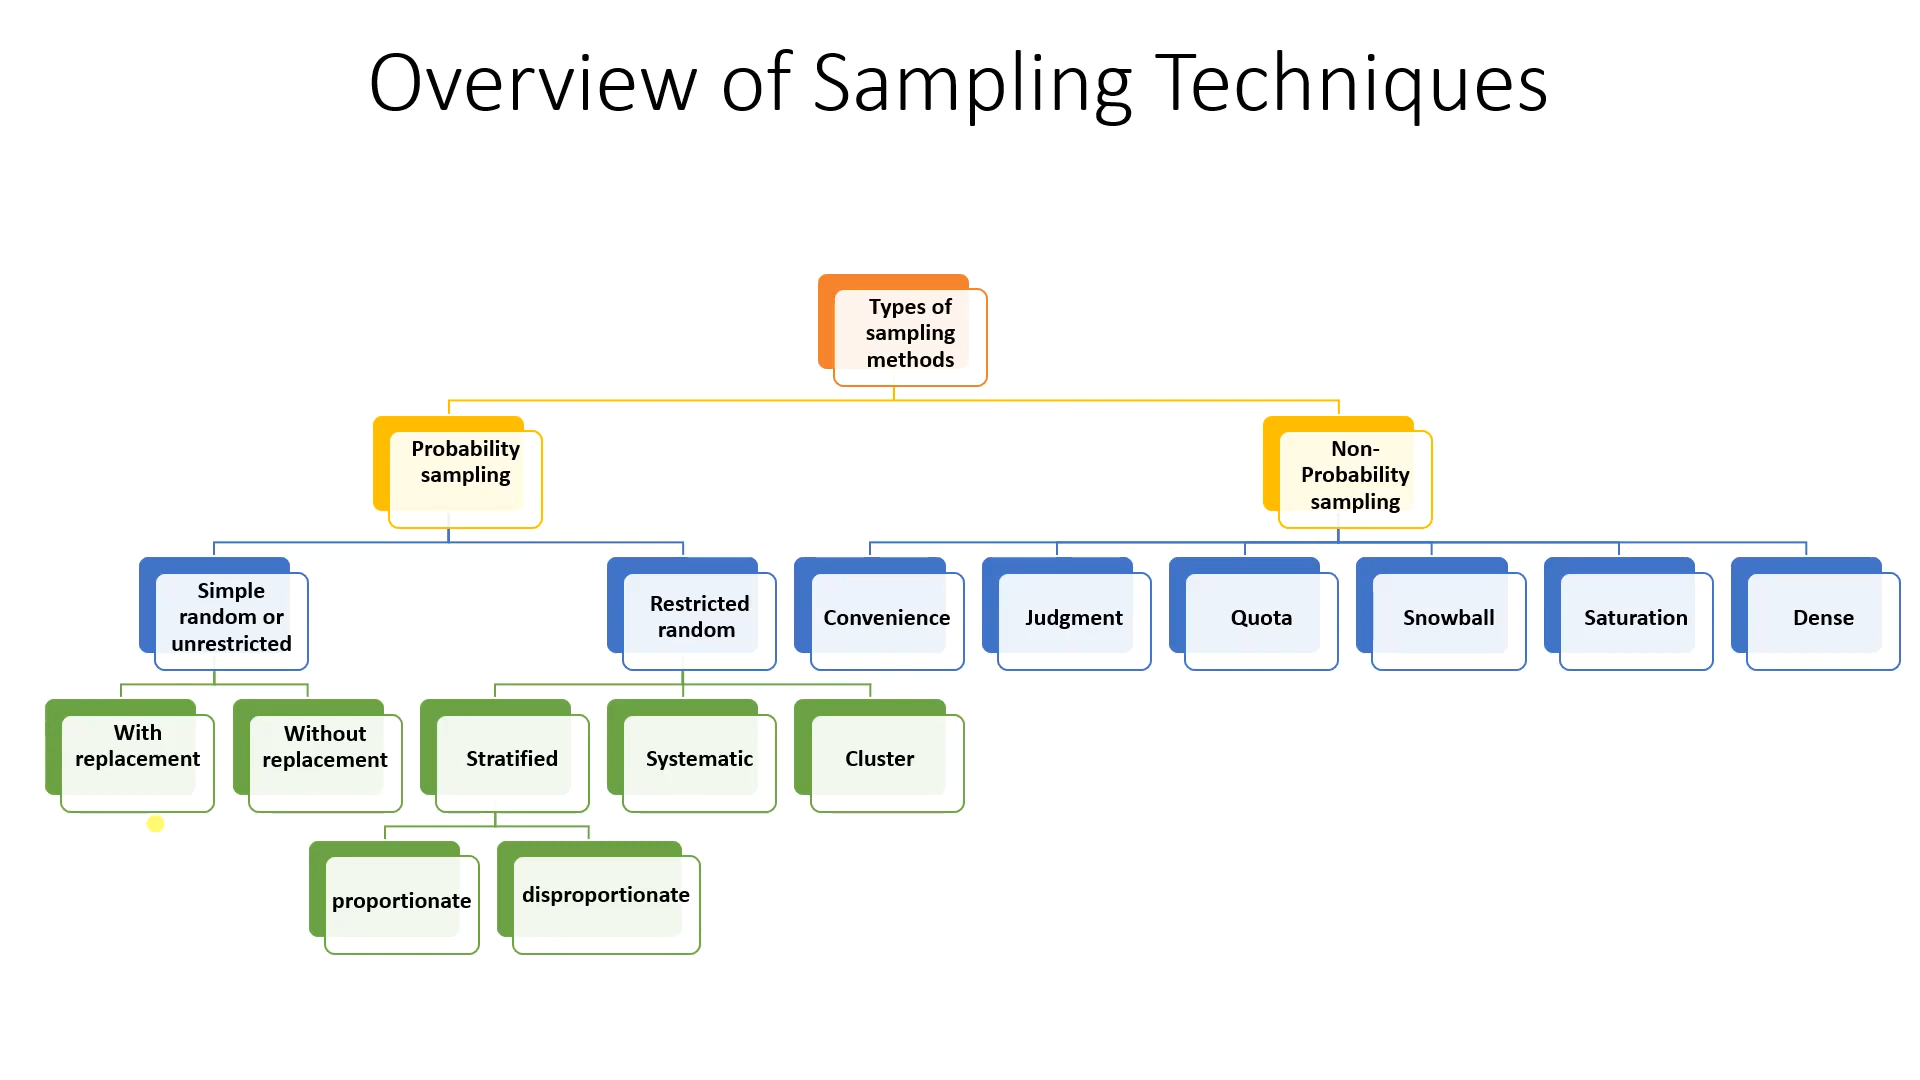 Overview of Sampling Techniques
Types of
sampling
methods
Probability
sampling
Non-
Probability
sampling
Simple
random or
unrestricted
Restricted
random
Convenience
Judgment
Quota
Snowball
Saturation
Dense
With
replacement
Without
replacement
Stratified
Systematic
Cluster
proportionate
disproportionate